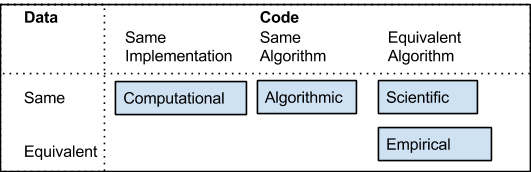 Data Code
Same Same Equivalent
Implementation Algorithm Algorithm
Same Computational Algorithmic Scientific
Empirical
Equivalent